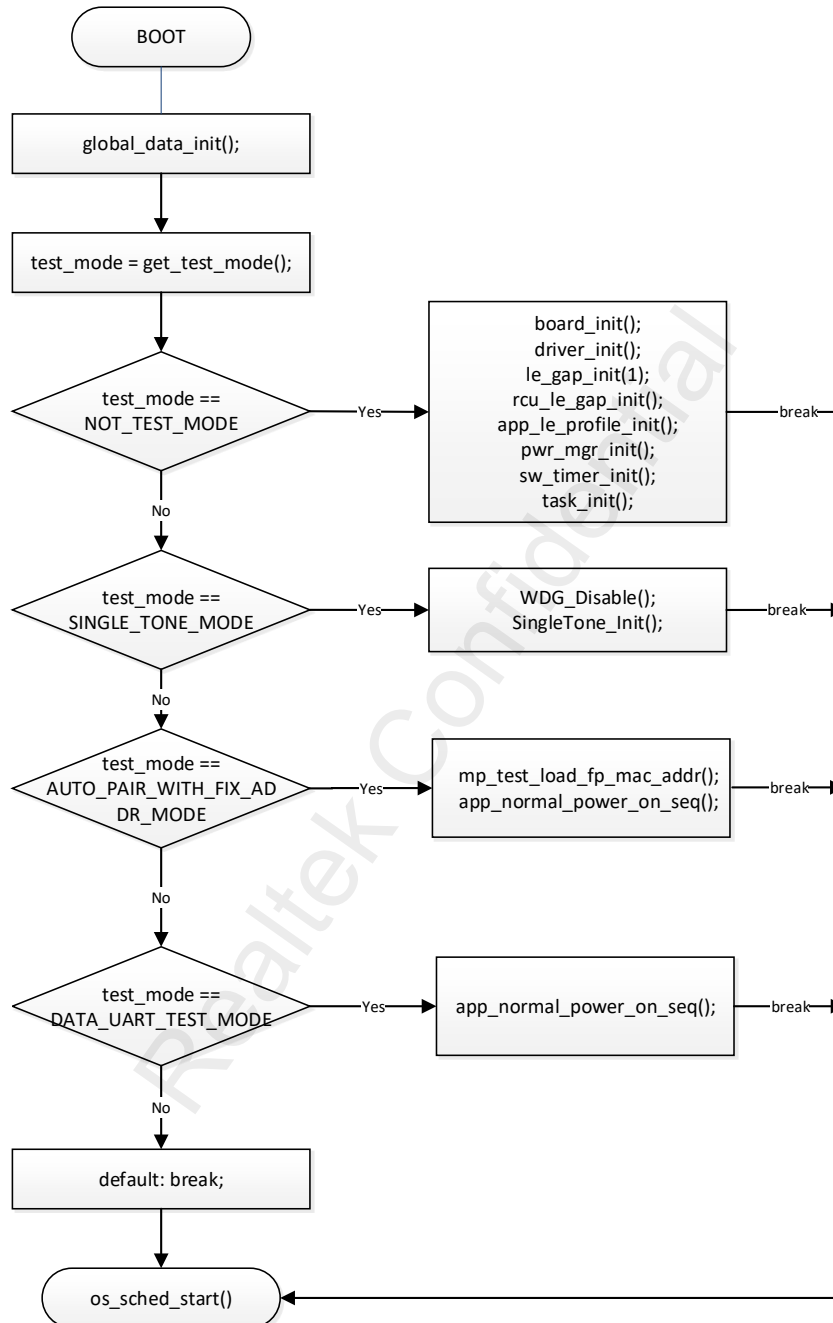 BOOT
global_data_init();
test_mode = get_test_mode();
test_mode ==
NOT_TEST_MODE
Yes
board_init();
driver_init();
le_gap_init(1);
rcu_le_gap_init();
app_le_profile_init();
pwr_mgr_init();
sw_timer_init();
task_init();
break
No
test_mode ==
SINGLE_TONE_MODE
Yes
WDG_Disable();
SingleTone_Init();
break
No
test_mode ==
AUTO_PAIR_WITH_FIX_AD
DR_MODE
Yes
mp_test_load_fp_mac_addr();
app_normal_power_on_seq();
break
No
test_mode ==
DATA_UART_TEST_MODE
Yes
app_normal_power_on_seq();
break
No
default: break;
os_sched_start()
Realtek Confidential